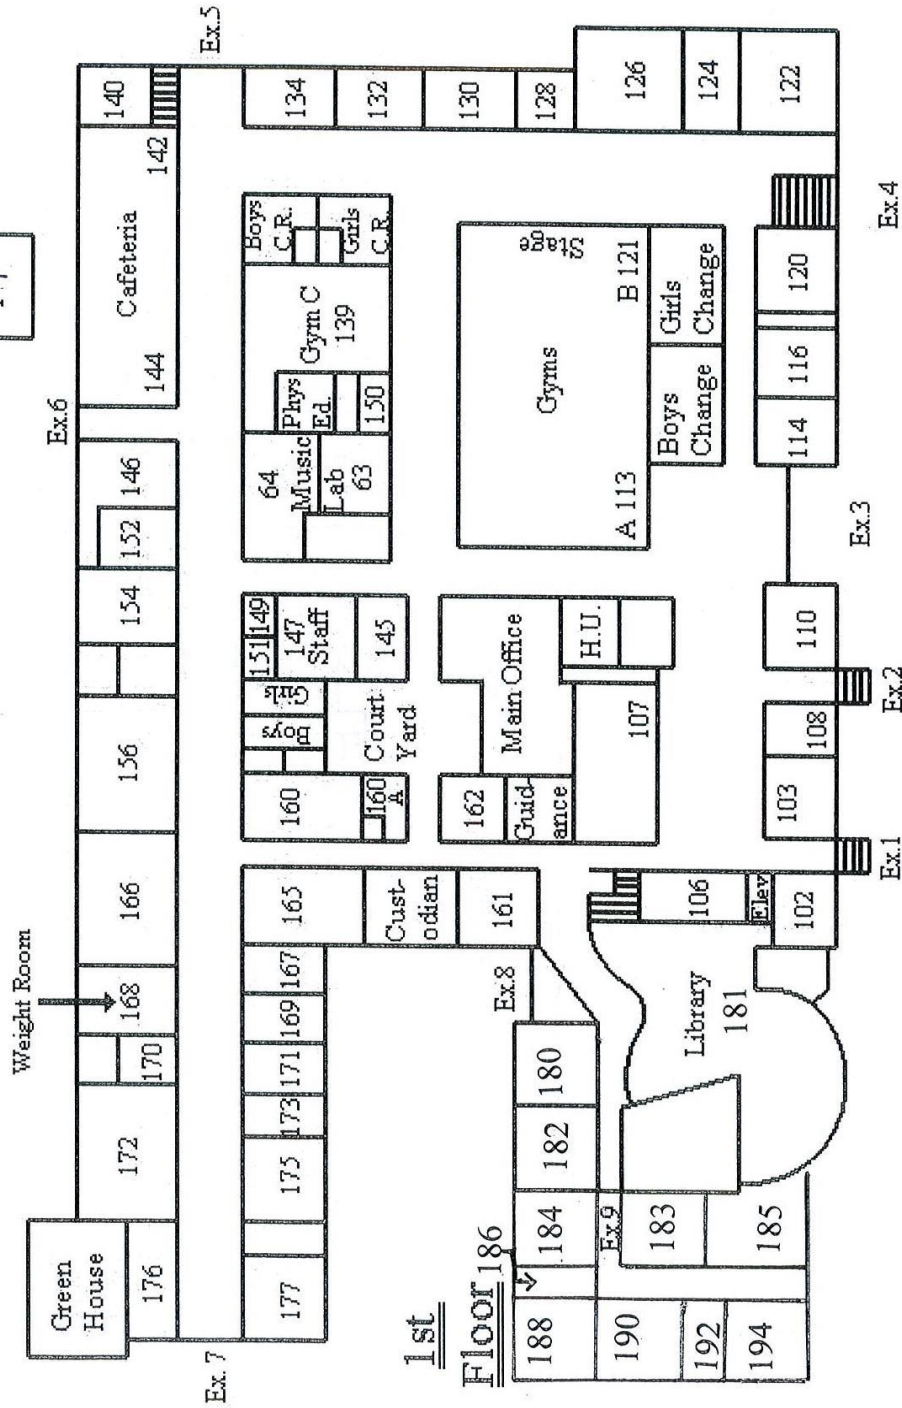 Weight Room
Green
House
176
172
170
168
166
156
154
152
146
Ex.6
144
Cafeteria
142
140
Ex.5
Ex. 7
177
175
173
171
169
167
165
Cust-
odian
161
160
160
A
Boys
Girls
151
149
147
Staff
145
Court
Yard
64
Music
Lab
63
Phys
Ed.
150
Gym C
139
Boys
C.R.
Girls
C.R.
134
132
130
128
126
124
122
1st
Floor
186
188
184
182
180
Ex.8
190
192
194
Ex.9
183
185
Library
181
106
Elev
102
162
Guid-
ance
Main Office
H.U.
107
Gyms
Stage
A 113
B 121
Boys
Change
Girls
Change
103
108
110
114
116
120
Ex.1
Ex.2
Ex.3
Ex.4